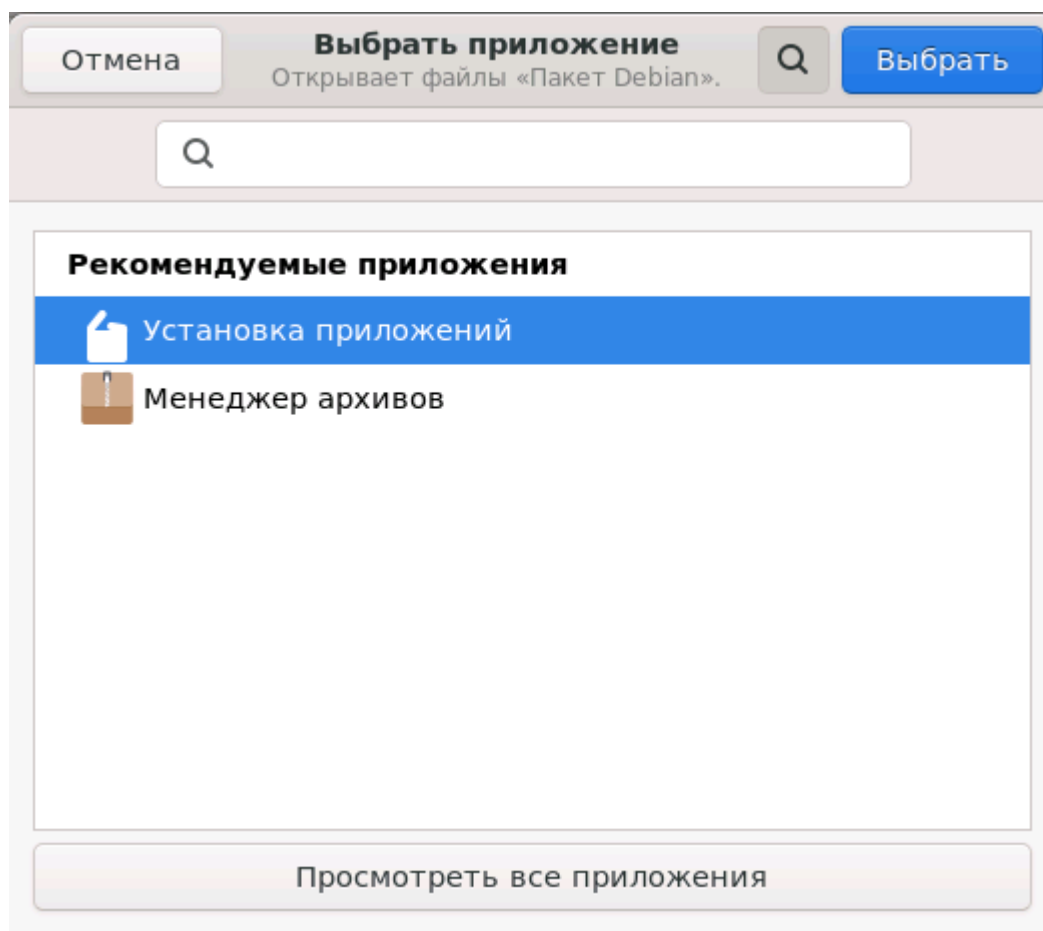 Отмена
Выбрать приложение
Открывает файлы «Пакет Debian».
Выбрать
Рекомендуемые приложения
Установка приложений
Менеджер архивов
Просмотреть все приложения